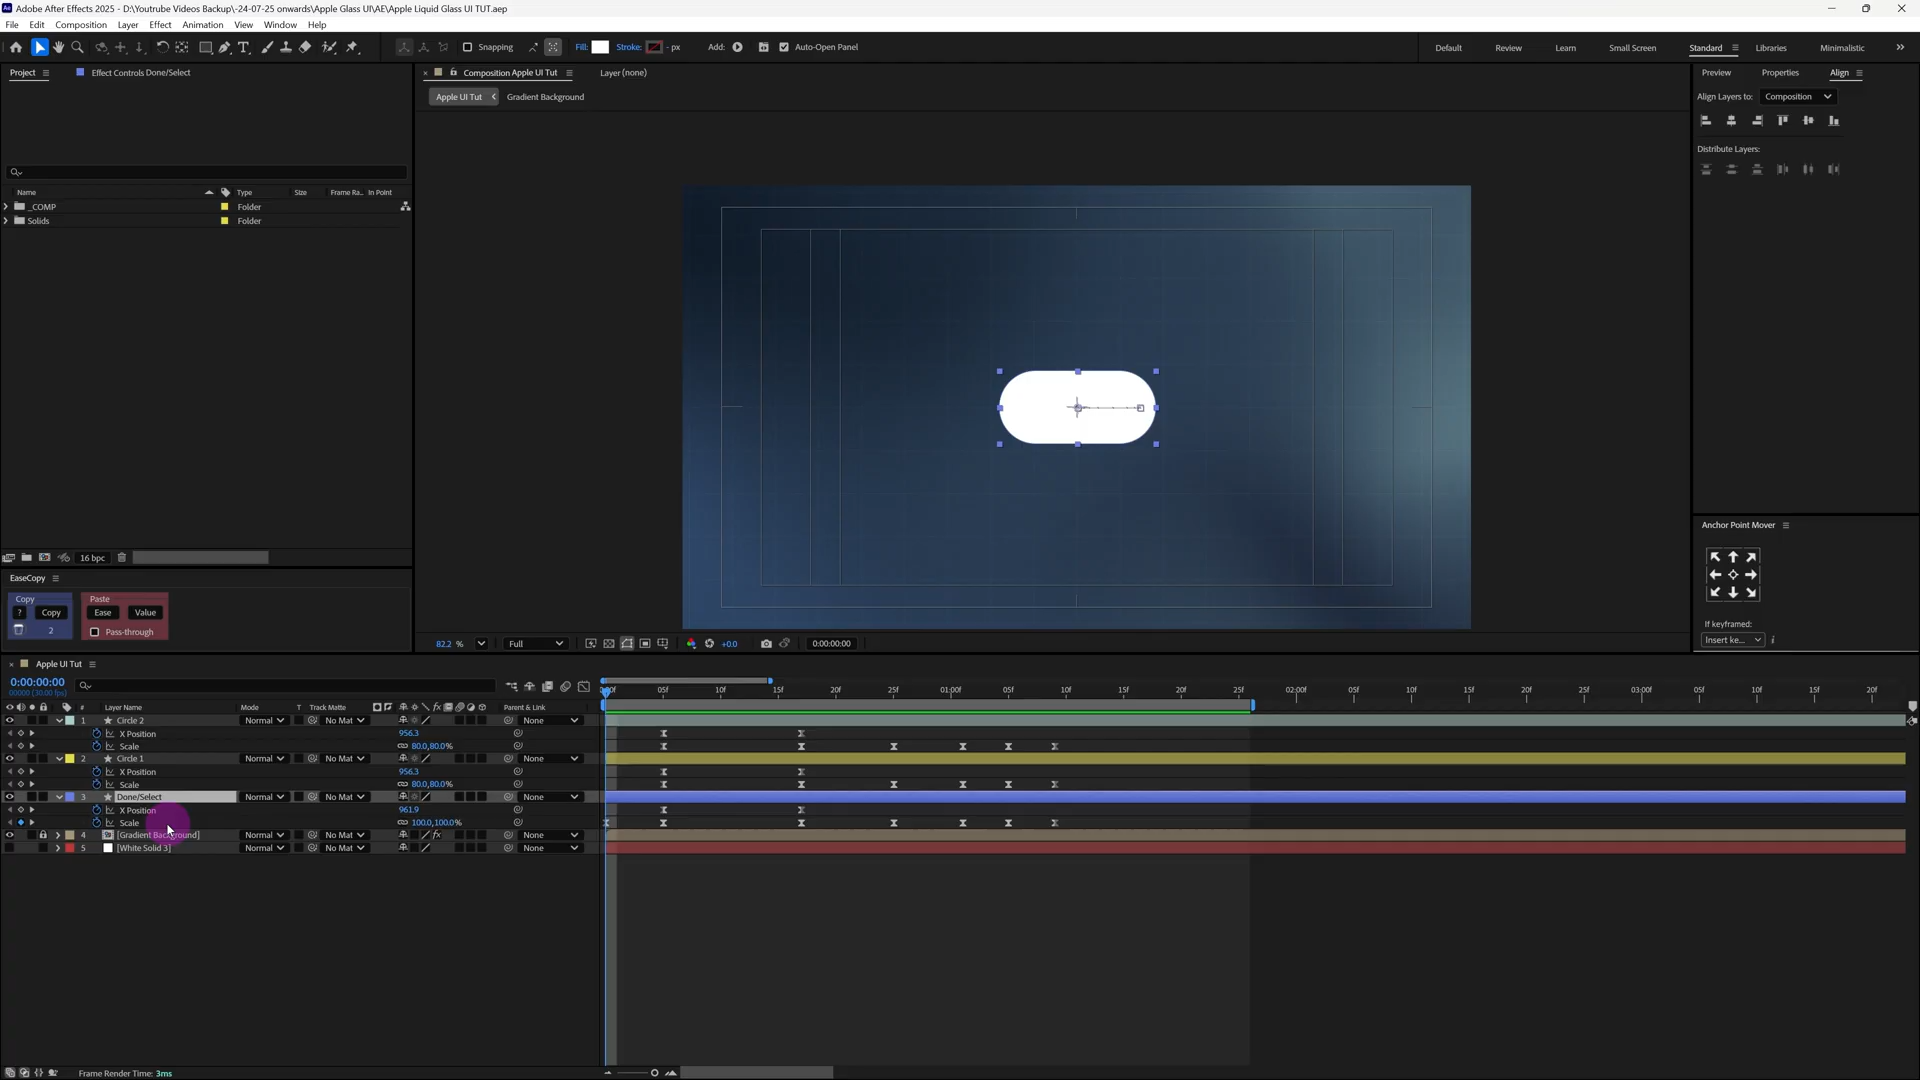 Adobe After Effects 2025 - D:\Youtube Videos Backup\-24-07-25 onwards\Apple Glass UI\AE\Apple Liquid Glass UI TUT.aep
File Edit Composition Layer Effect Animation View Window Help
Snapping Fill: Stroke: - px Add: Auto-Open Panel Default Review Learn Small Screen Standard Libraries Minimalistic
Project Effect Controls Done/Select Composition Apple UI Tut Layer (none) Preview Properties Align
Apple UI Tut Gradient Background Align Layers to: Composition
Distribute Layers:
Name Type Size Frame Ra... In Point
_COMP Folder
Solids Folder
Anchor Point Mover
16 bpc
EaseCopy
Copy Paste
? Copy Ease Value
2 Pass-through
If keyframed:
Insert ke...
82.2 % Full +0.0 0:00:00:00
Apple UI Tut
0:00:00:00
00000 (30.00 fps)
:00f 05f 10f 15f 20f 25f 01:00f 05f 10f 15f 20f 25f 02:00f 05f 10f 15f 20f 25f 03:00f 05f 10f 15f 20f
# Layer Name Mode T Track Matte Parent & Link
1 Circle 2 Normal No Mat None
X Position 956.3
Scale 80.0,80.0%
2 Circle 1 Normal No Mat None
X Position 956.3
Scale 80.0,80.0%
3 Done/Select Normal No Mat None
X Position 961.9
Scale 100.0,100.0%
4 [Gradient Background] Normal No Mat None
5 [White Solid 3] Normal No Mat None
Frame Render Time: 3ms